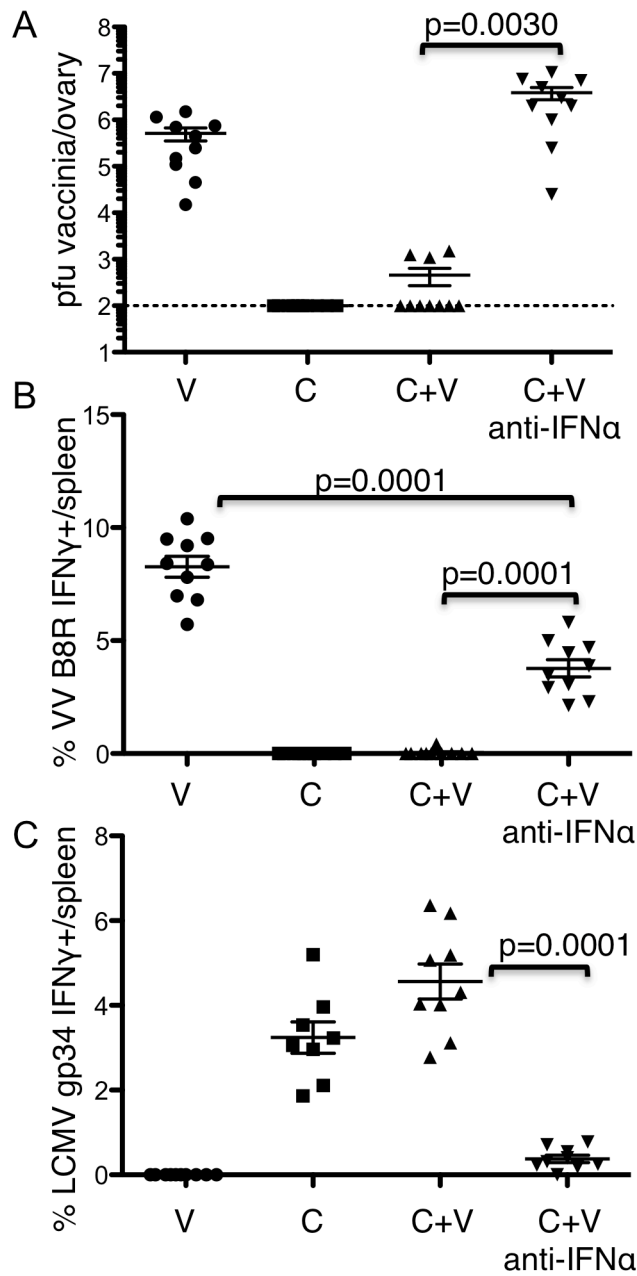 A
p=0.0030
pfu vaccinia/ovary
8
7
6
5
4
3
2
1
V
C
C+V
C+V
anti-IFNα
B
p=0.0001
p=0.0001
% VV B8R IFNγ+/spleen
15
10
5
0
V
C
C+V
C+V
anti-IFNα
C
p=0.0001
% LCMV gp34 IFNγ+/spleen
8
6
4
2
0
V
C
C+V
C+V
anti-IFNα